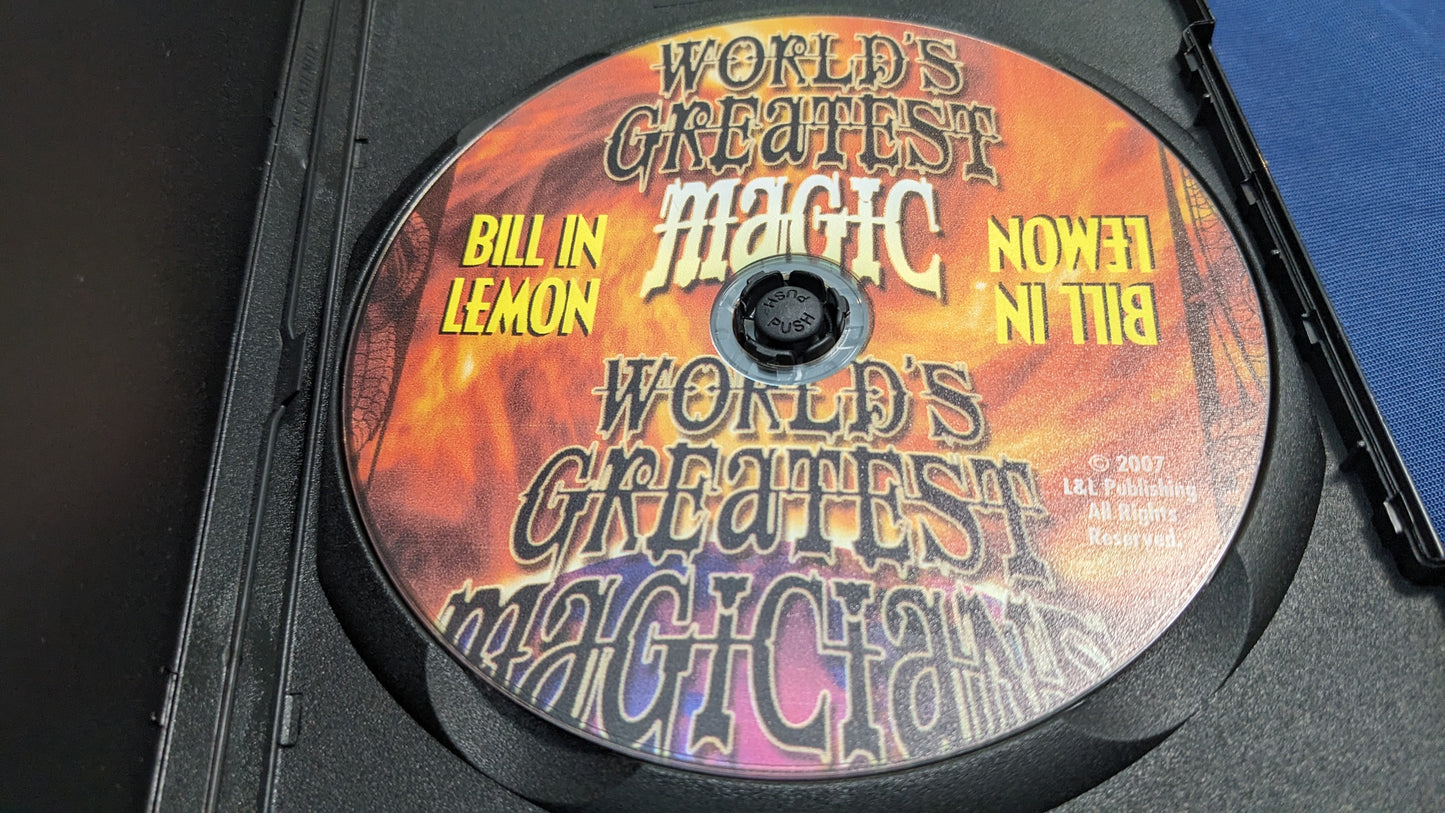 WORLD'S
GREATEST
MAGIC
BILL IN
LEMON
BILL IN
LEMON
PUSH
PUSH
WORLD'S
GREATEST
MAGICIANS
© 2007
L&L Publishing
All Rights
Reserved.